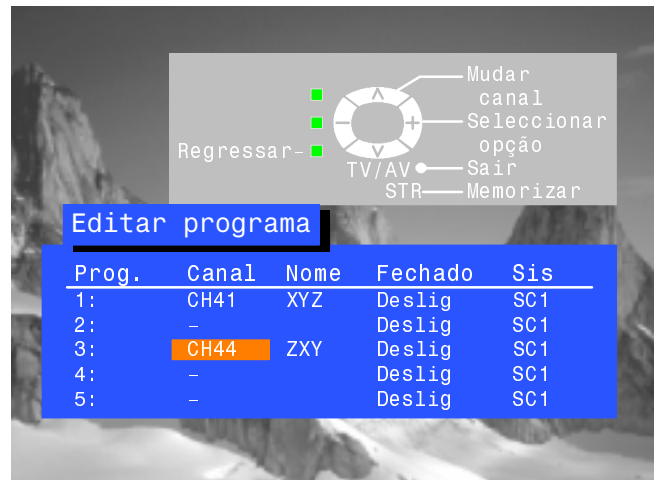 Mudar
canal
Seleccionar
opção
Regressar-
TV/AV Sair
STR Memorizar
Editar programa
Prog. Canal Nome Fechado Sis
1: CH41 XYZ Deslig SC1
2: - Deslig SC1
3: CH44 ZXY Deslig SC1
4: - Deslig SC1
5: - Deslig SC1